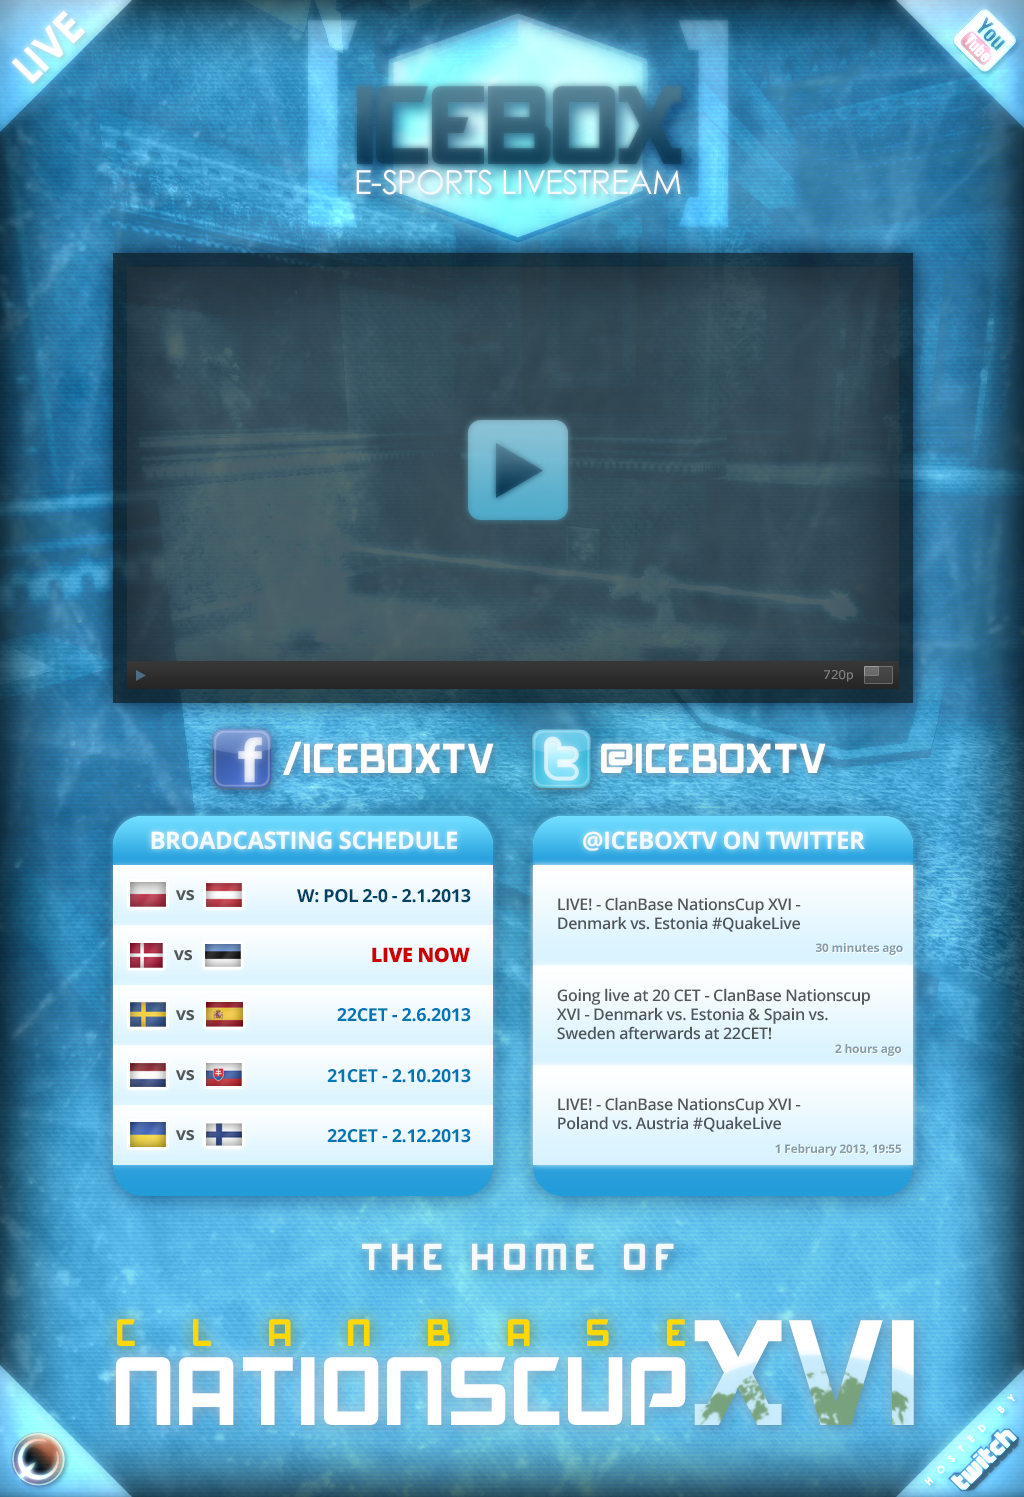 LIVE
You
Tube
ICEBOX
E-SPORTS LIVESTREAM
720p
/ICEBOXTV
@ICEBOXTV
BROADCASTING SCHEDULE
vs W: POL 2-0 - 2.1.2013
vs LIVE NOW
vs 22CET - 2.6.2013
vs 21CET - 2.10.2013
vs 22CET - 2.12.2013
@ICEBOXTV ON TWITTER
LIVE! - ClanBase NationsCup XVI -
Denmark vs. Estonia #QuakeLive
30 minutes ago
Going live at 20 CET - ClanBase Nationscup
XVI - Denmark vs. Estonia & Spain vs.
Sweden afterwards at 22CET!
2 hours ago
LIVE! - ClanBase NationsCup XVI -
Poland vs. Austria #QuakeLive
1 February 2013, 19:55
THE HOME OF
CLANBASE
NATIONSCUP XVI
HOSTED BY
twitch